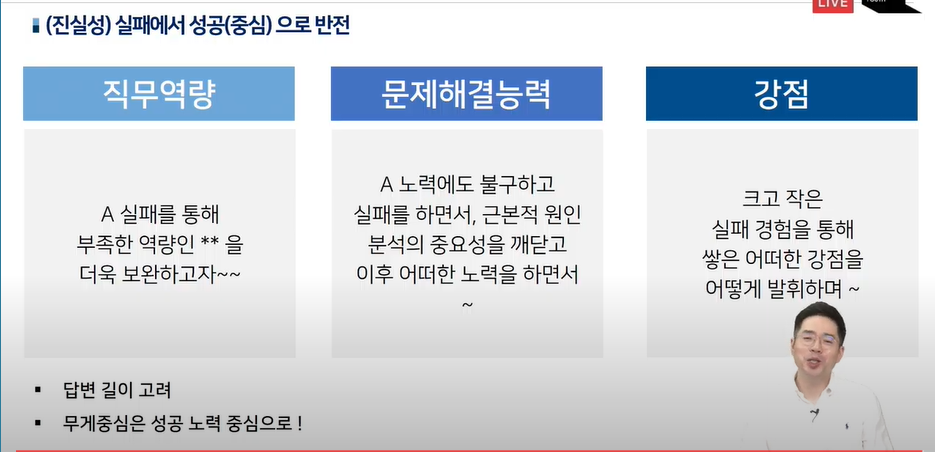 LIVE
(진실성) 실패에서 성공(중심) 으로 반전
직무역량
A 실패를 통해
부족한 역량인 ** 을
더욱 보완하고자~~
문제해결능력
A 노력에도 불구하고
실패를 하면서, 근본적 원인
분석의 중요성을 깨닫고
이후 어떠한 노력을 하면서
~
강점
크고 작은
실패 경험을 통해
쌓은 어떠한 강점을
어떻게 발휘하며 ~
▪ 답변 길이 고려
▪ 무게중심은 성공 노력 중심으로 !